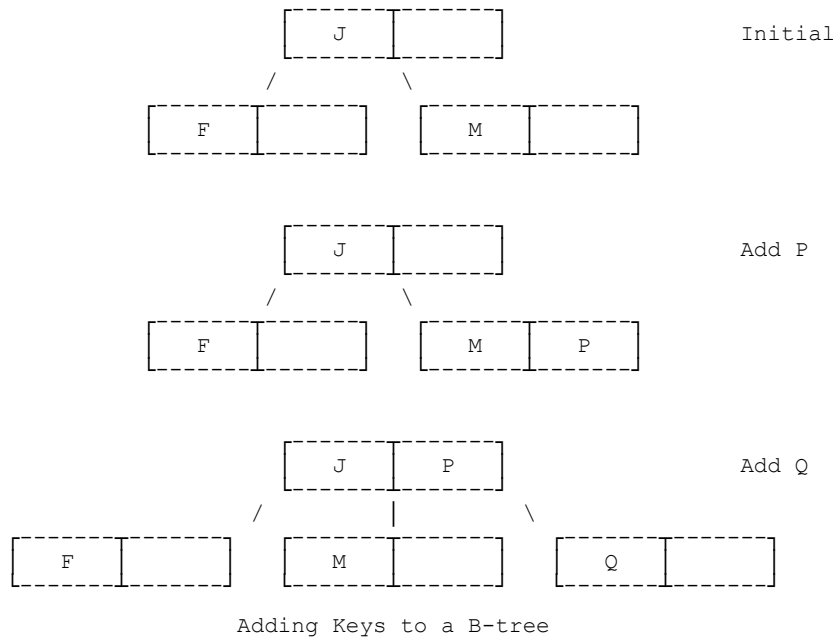 J Initial
F M
J Add P
F M P
J P Add Q
F M Q
Adding Keys to a B-tree